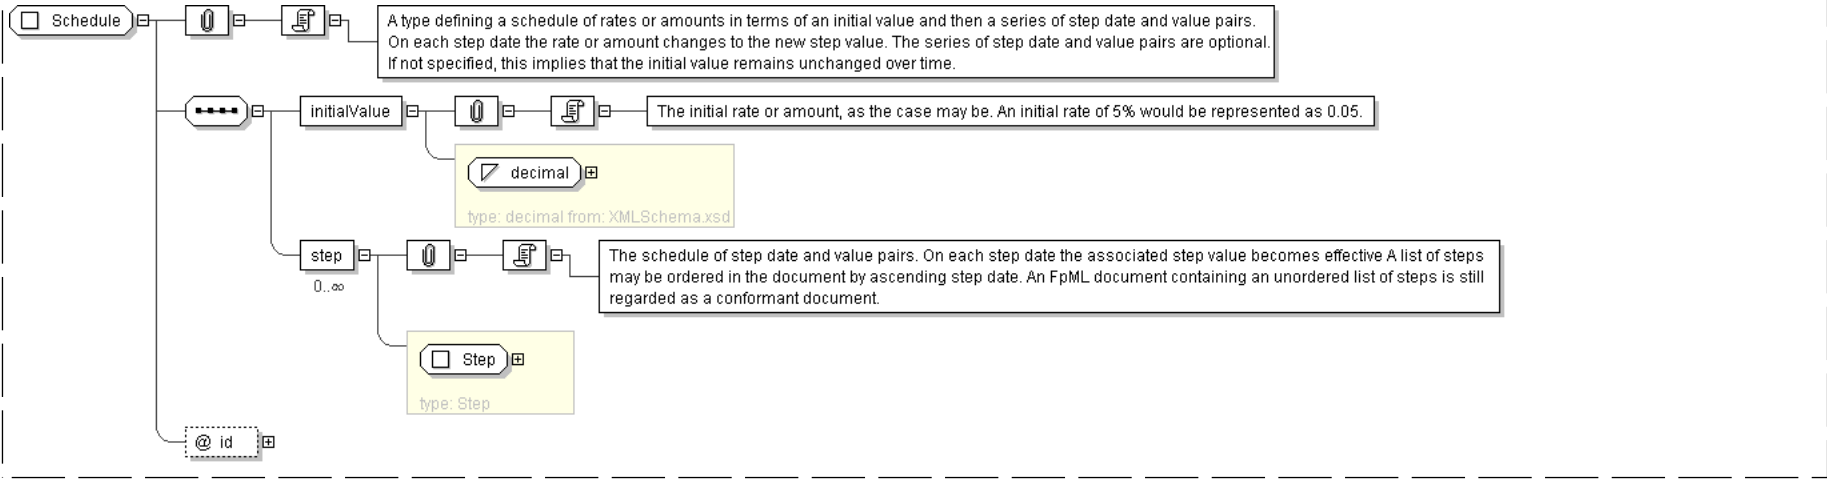 Schedule
A type defining a schedule of rates or amounts in terms of an initial value and then a series of step date and value pairs.
On each step date the rate or amount changes to the new step value. The series of step date and value pairs are optional.
If not specified, this implies that the initial value remains unchanged over time.
initialValue
The initial rate or amount, as the case may be. An initial rate of 5% would be represented as 0.05.
decimal
type: decimal from: XMLSchema.xsd
step
0..∞
The schedule of step date and value pairs. On each step date the associated step value becomes effective A list of steps
may be ordered in the document by ascending step date. An FpML document containing an unordered list of steps is still
regarded as a conformant document.
Step
type: Step
@ id